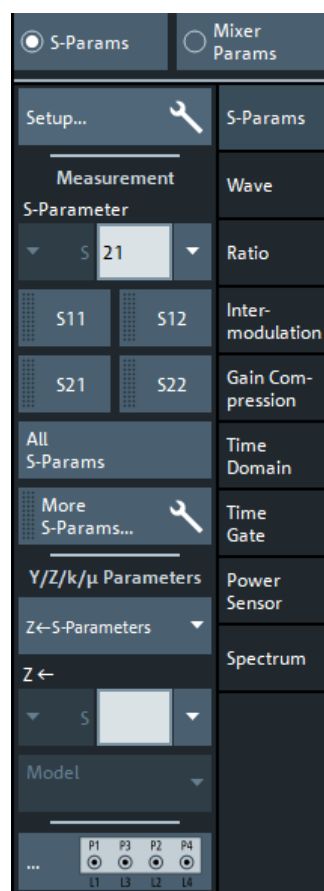 S-Params
Mixer
Params
Setup...
Measurement
S-Parameter
S 21
S11
S12
S21
S22
All
S-Params
More
S-Params...
Y/Z/k/µ Parameters
Z←S-Parameters
Z ←
S
Model
... P1 P3 P2 P4
L1 L3 L2 L4
S-Params
Wave
Ratio
Inter-
modulation
Gain Com-
pression
Time
Domain
Time
Gate
Power
Sensor
Spectrum